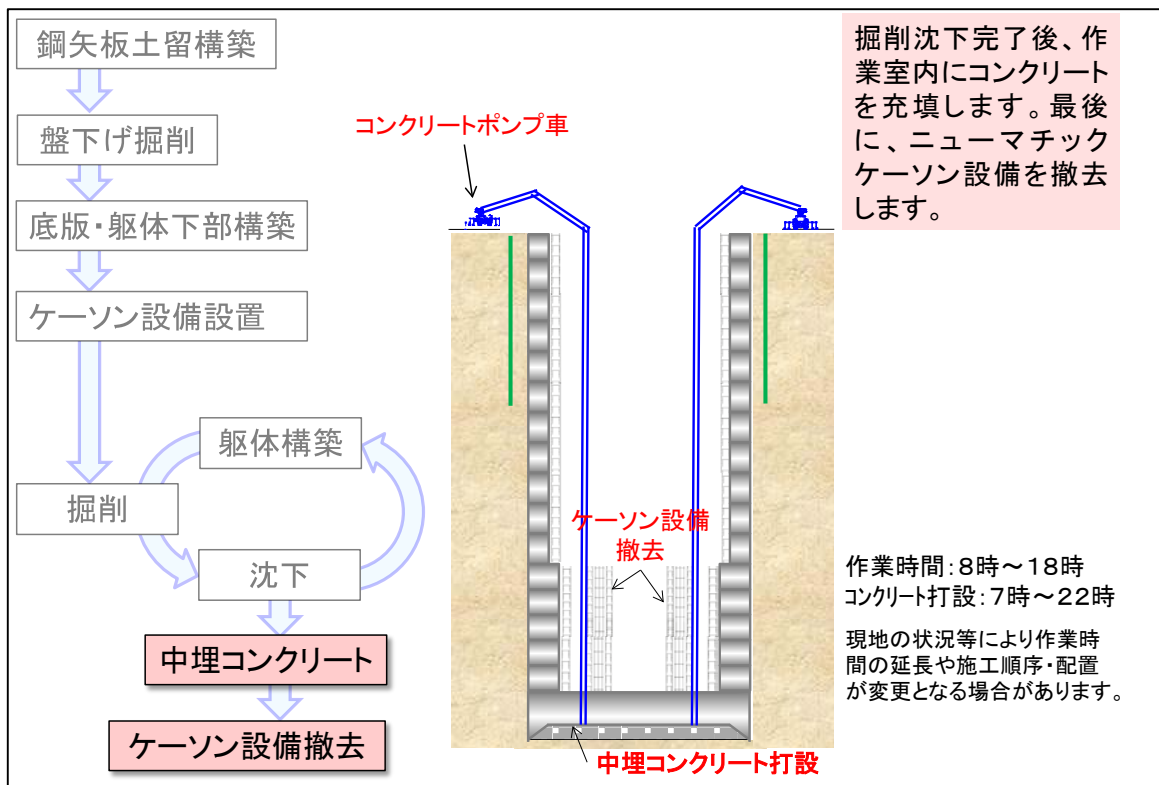 鋼矢板土留構築
盤下げ掘削
底版・躯体下部構築
ケーソン設備設置
躯体構築
掘削
沈下
中埋コンクリート
ケーソン設備撤去
コンクリートポンプ車
ケーソン設備
撤去
中埋コンクリート打設
掘削沈下完了後、作
業室内にコンクリート
を充填します。最後
に、ニューマチック
ケーソン設備を撤去
します。
作業時間:8時～18時
コンクリート打設:7時～22時
現地の状況等により作業時
間の延長や施工順序・配置
が変更となる場合があります。